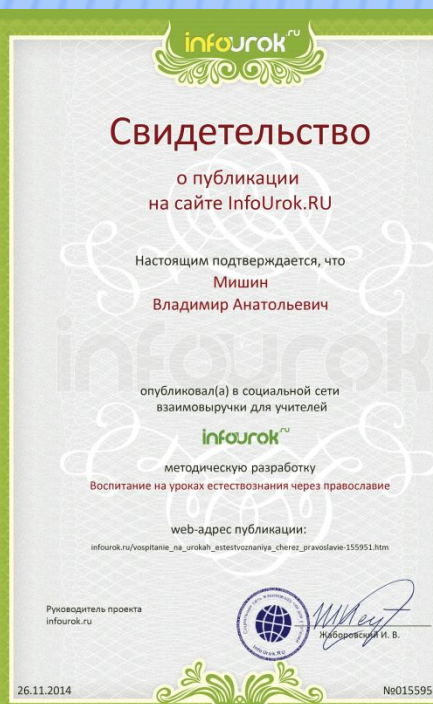 infourok.ru
Свидетельство
о публикации
на сайте InfoUrok.RU
Настоящим подтверждается, что
Мишин
Владимир Анатольевич
infourok
опубликовал(а) в социальной сети
взаимовыручки для учителей
infourok.ru
методическую разработку
Воспитание на уроках естествознания через православие
web-адрес публикации:
infourok.ru/vospitanie_na_urokah_estestvoznaniya_cherez_pravoslavie-155951.htm
Руководитель проекта
infourok.ru
Жаборовский И. В.
26.11.2014
№015595